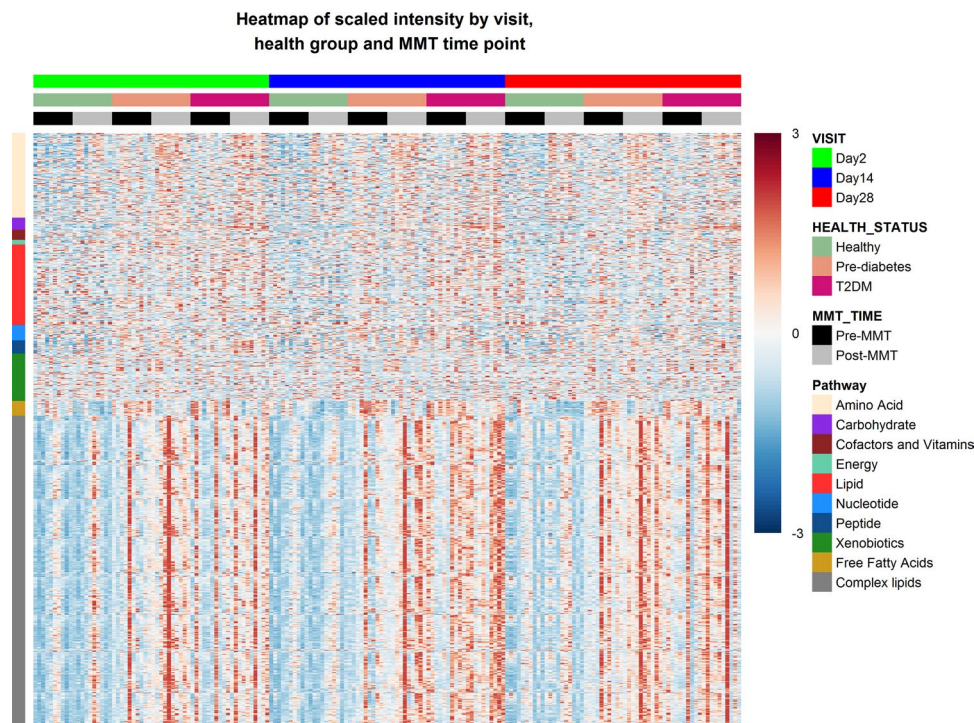 Heatmap of scaled intensity by visit,
health group and MMT time point
3
0
-3
VISIT
Day2
Day14
Day28
HEALTH_STATUS
Healthy
Pre-diabetes
T2DM
MMT_TIME
Pre-MMT
Post-MMT
Pathway
Amino Acid
Carbohydrate
Cofactors and Vitamins
Energy
Lipid
Nucleotide
Peptide
Xenobiotics
Free Fatty Acids
Complex lipids